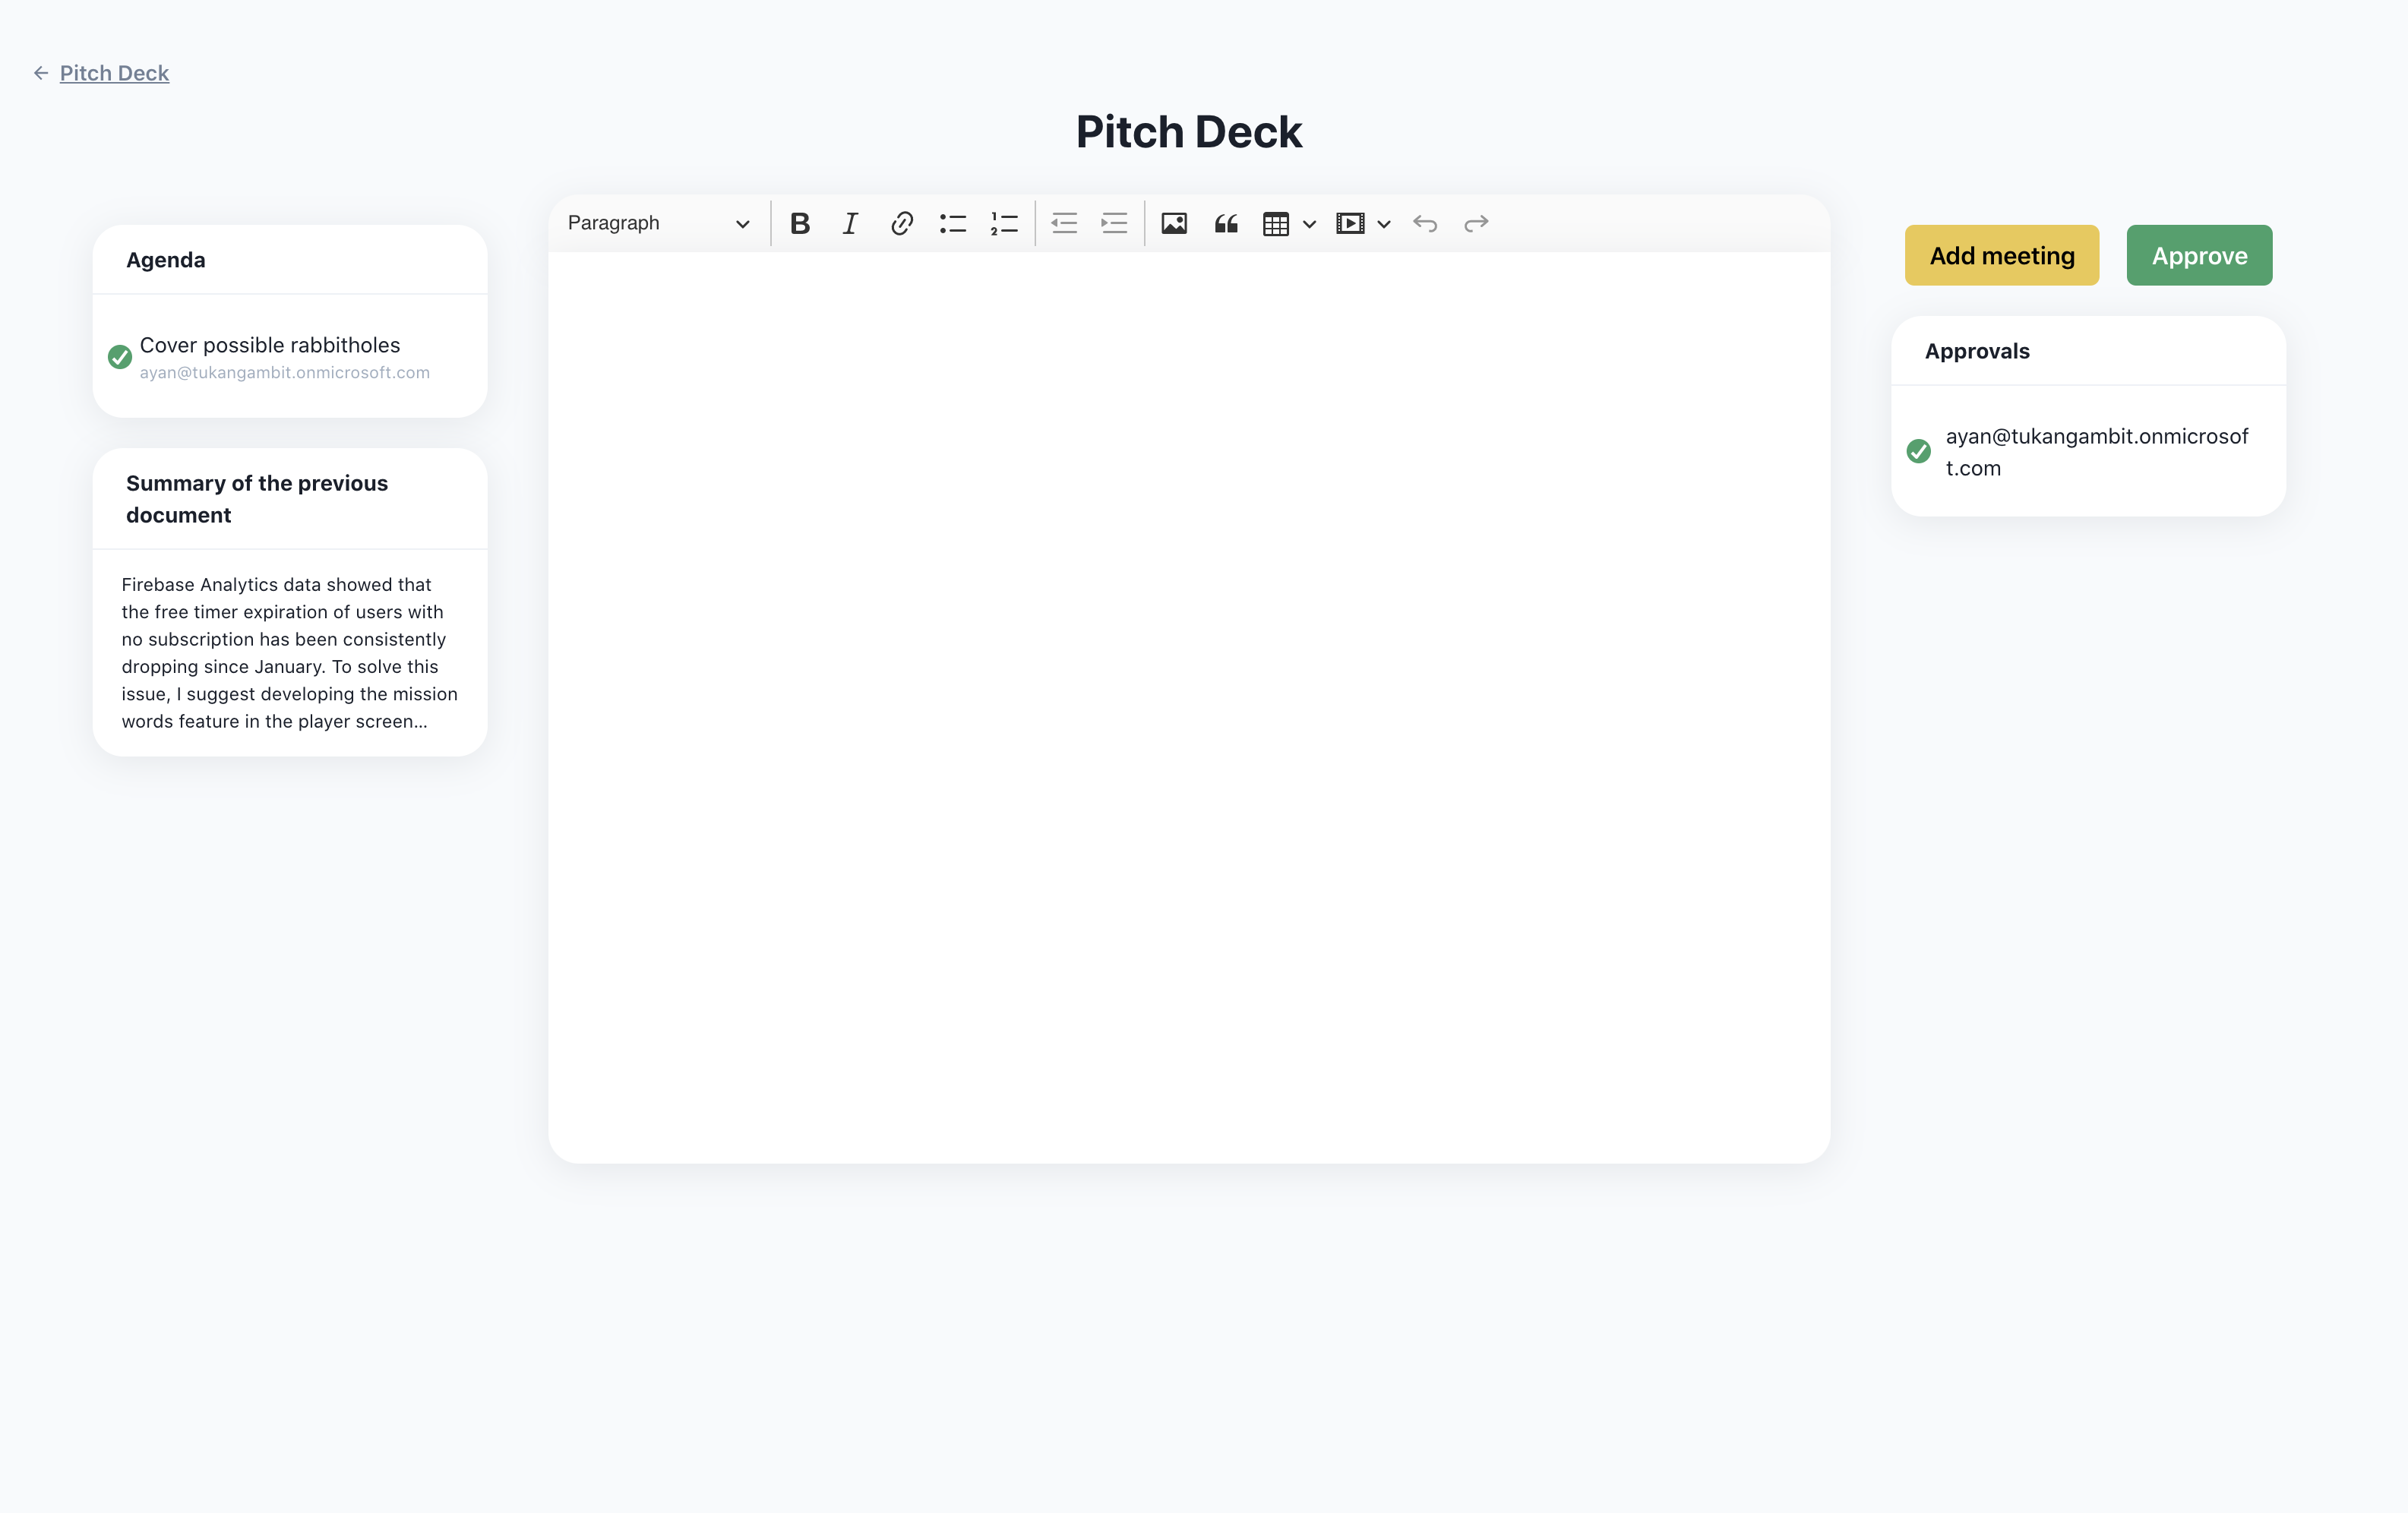 Pitch Deck
Pitch Deck
Agenda
Cover possible rabbitholes
ayan@tukangambit.onmicrosoft.com
Summary of the previous
document
Firebase Analytics data showed that
the free timer expiration of users with
no subscription has been consistently
dropping since January. To solve this
issue, I suggest developing the mission
words feature in the player screen...
Paragraph
Add meeting
Approve
Approvals
ayan@tukangambit.onmicrosof
t.com